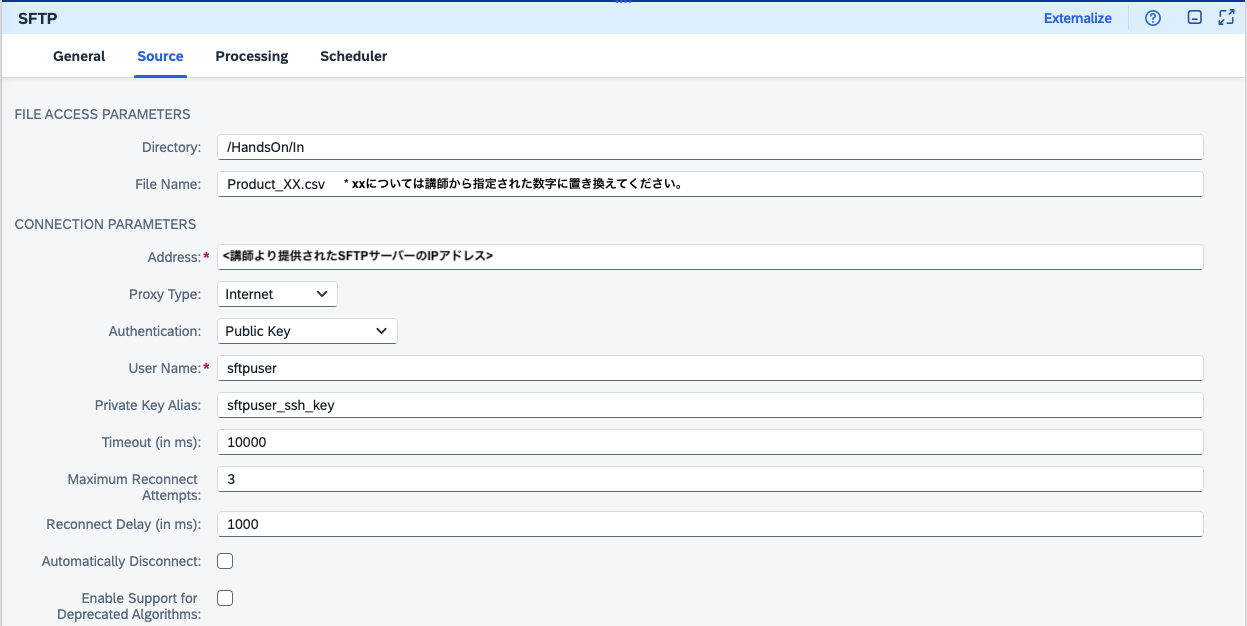 SFTP
Externalize
General Source Processing Scheduler
FILE ACCESS PARAMETERS
Directory: /HandsOn/In
File Name: Product_XX.csv * xxについては講師から指定された数字に置き換えてください。
CONNECTION PARAMETERS
Address:* <講師より提供されたSFTPサーバーのIPアドレス>
Proxy Type: Internet
Authentication: Public Key
User Name:* sftpuser
Private Key Alias: sftpuser_ssh_key
Timeout (in ms): 10000
Maximum Reconnect
Attempts: 3
Reconnect Delay (in ms): 1000
Automatically Disconnect:
Enable Support for
Deprecated Algorithms: